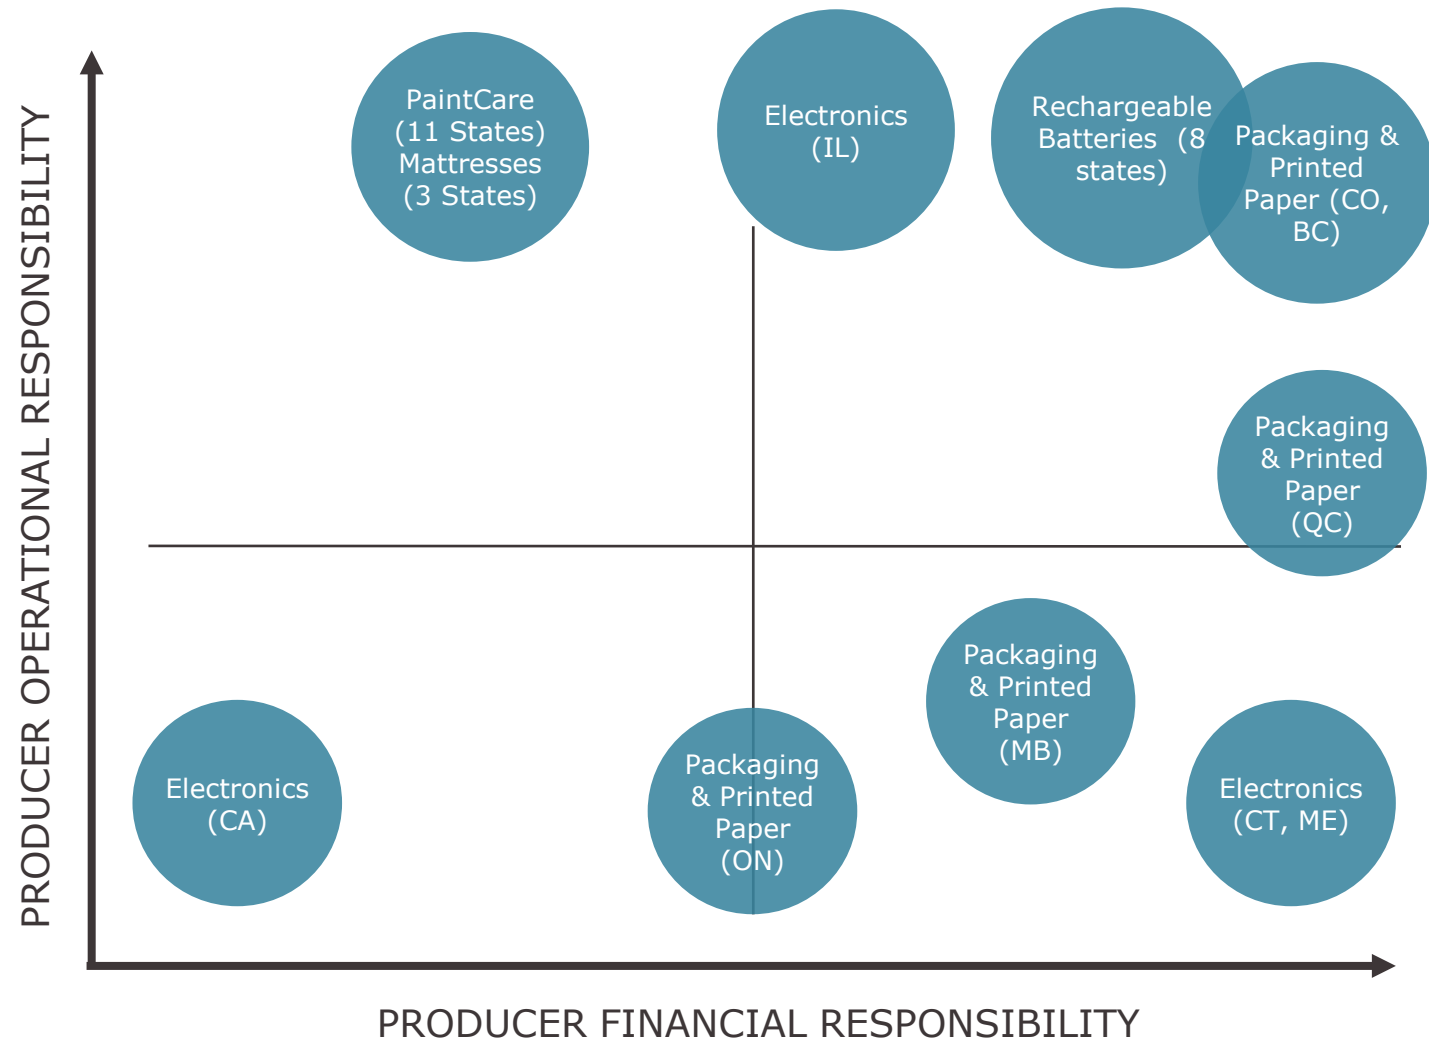 PRODUCER OPERATIONAL RESPONSIBILITY
PaintCare
(11 States)
Mattresses
(3 States)
Electronics
(IL)
Rechargeable
Batteries (8
states)
Packaging &
Printed
Paper (CO,
BC)
Packaging
& Printed
Paper
(QC)
Packaging
& Printed
Paper
(MB)
Electronics
(CA)
Packaging
& Printed
Paper
(ON)
Electronics
(CT, ME)
PRODUCER FINANCIAL RESPONSIBILITY